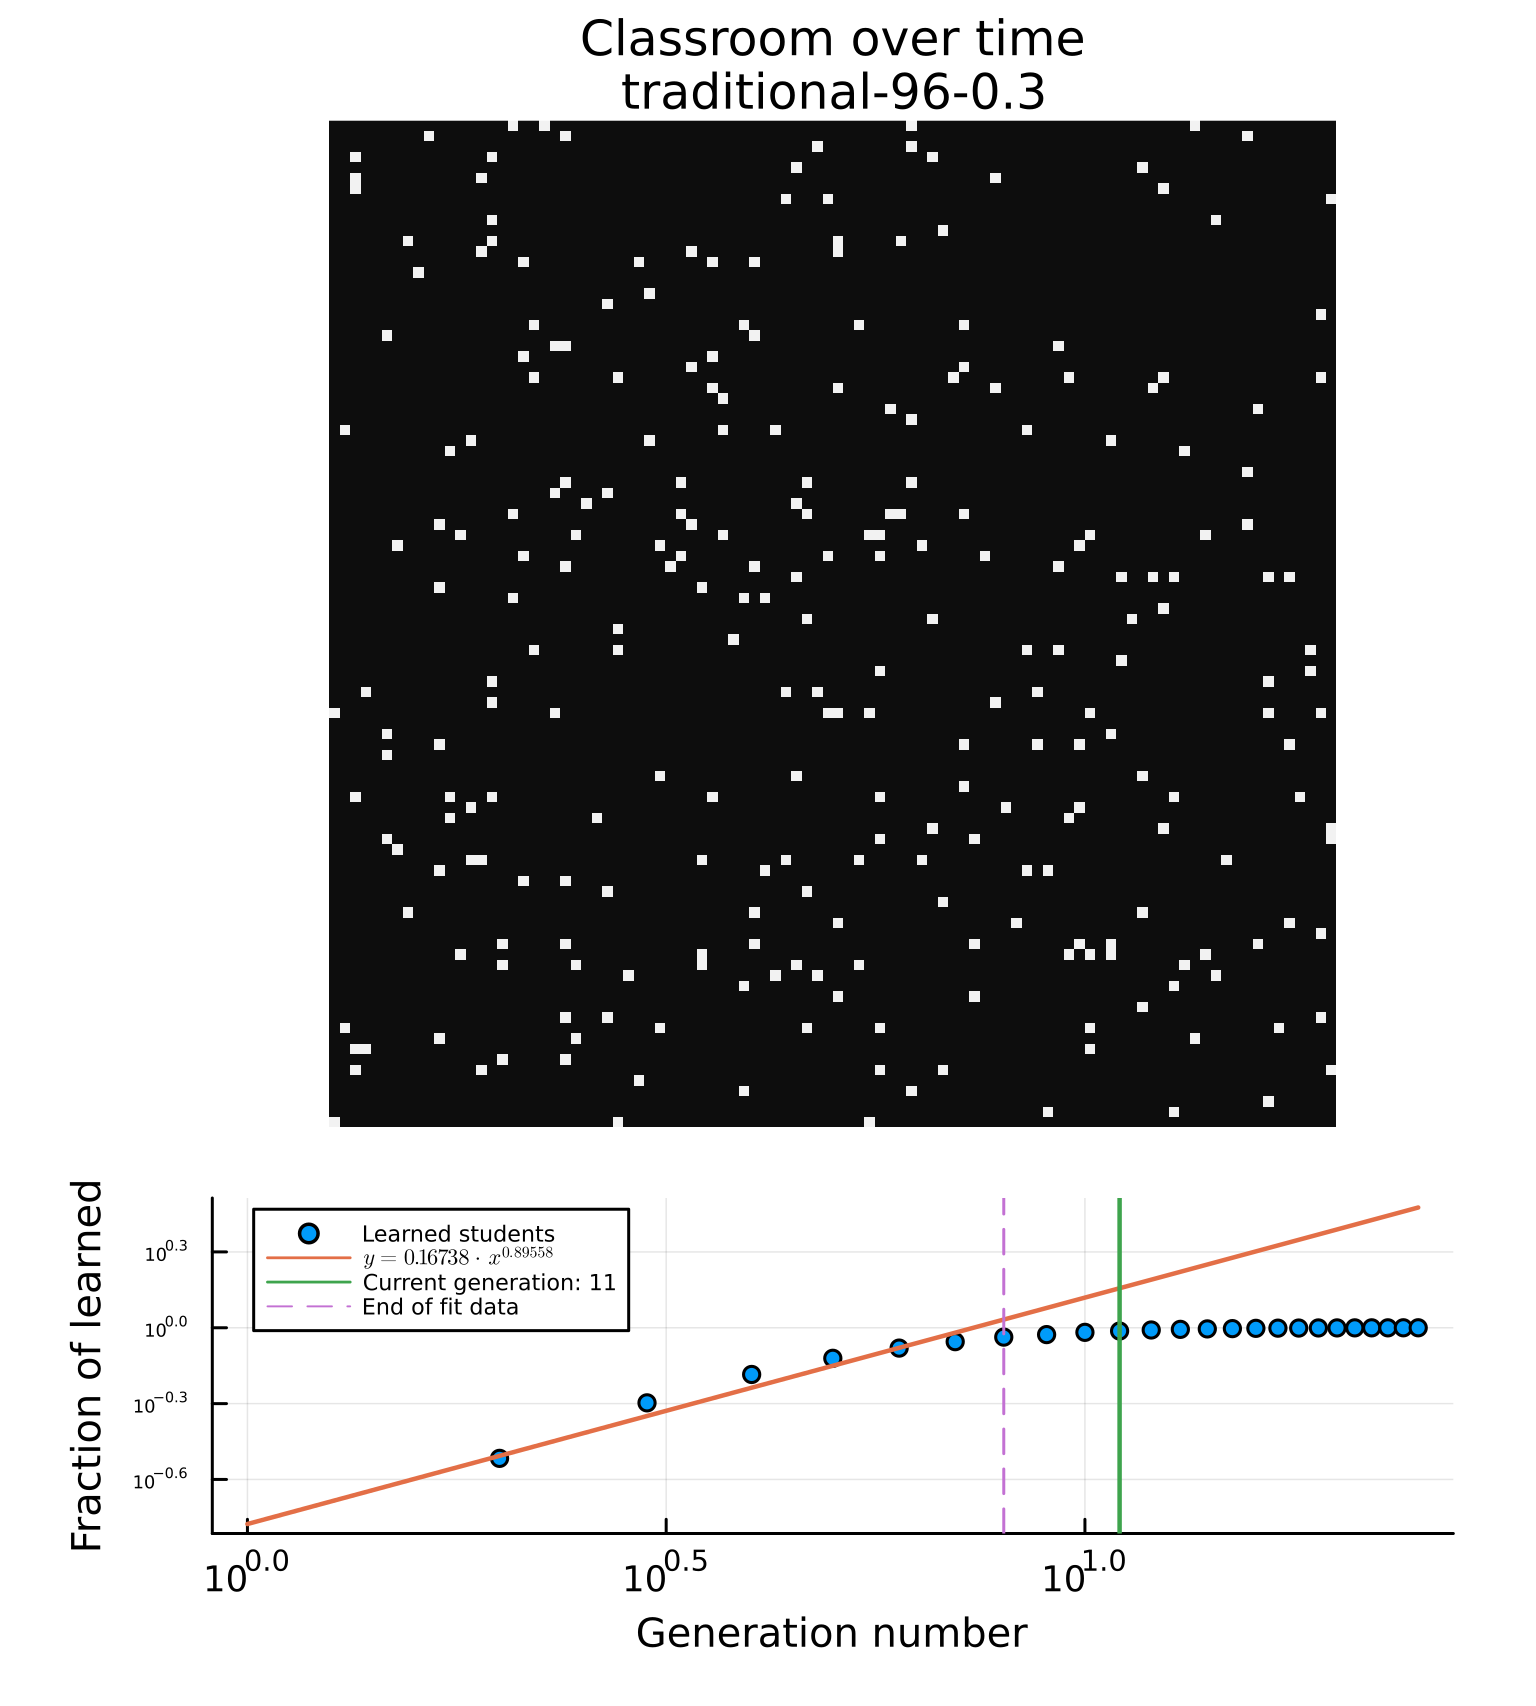 Classroom over time
traditional-96-0.3
Fraction of learned
10^0.3
10^0.0
10^−0.3
10^−0.6
Learned students
y = 0.16738 · x^0.89558
Current generation: 11
End of fit data
10^0.0 10^0.5 10^1.0
Generation number